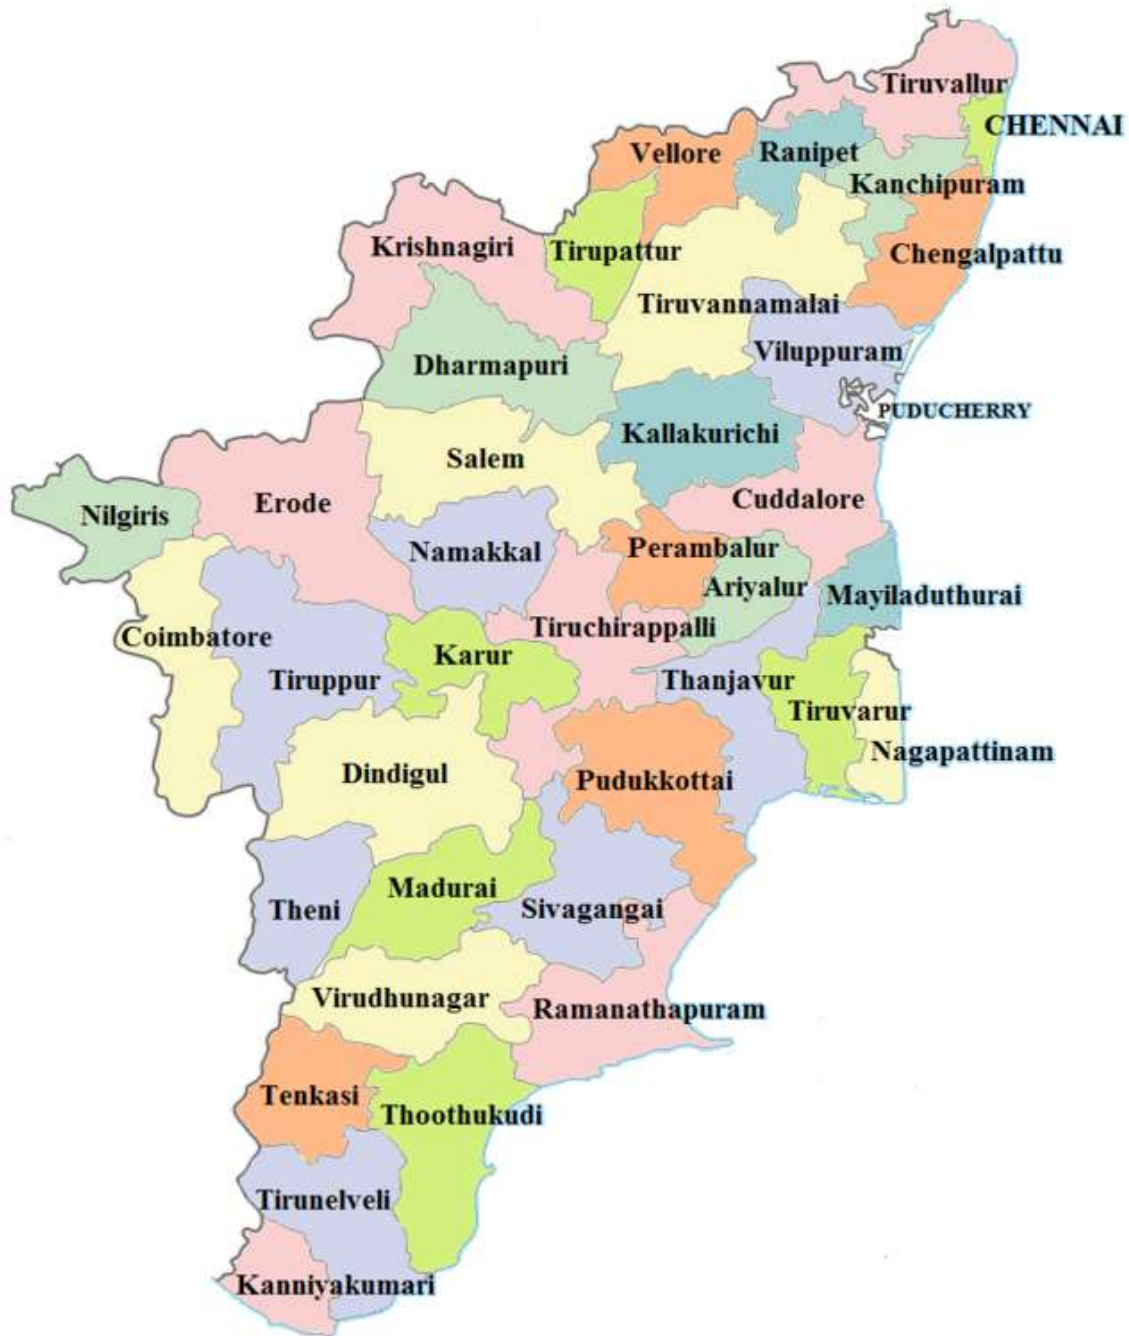 Tiruvallur
CHENNAI
Vellore
Ranipet
Kanchipuram
Krishnagiri
Tirupattur
Chengalpattu
Tiruvannamalai
Viluppuram
Dharmapuri
PUDUCHERRY
Kallakurichi
Salem
Cuddalore
Erode
Nilgiris
Namakkal
Perambalur
Ariyalur
Mayiladuthurai
Coimbatore
Tiruchirappalli
Karur
Tiruppur
Thanjavur
Tiruvarur
Nagapattinam
Dindigul
Pudukkottai
Madurai
Theni
Sivagangai
Virudhunagar
Ramanathapuram
Tenkasi
Thoothukudi
Tirunelveli
Kanniyakumari